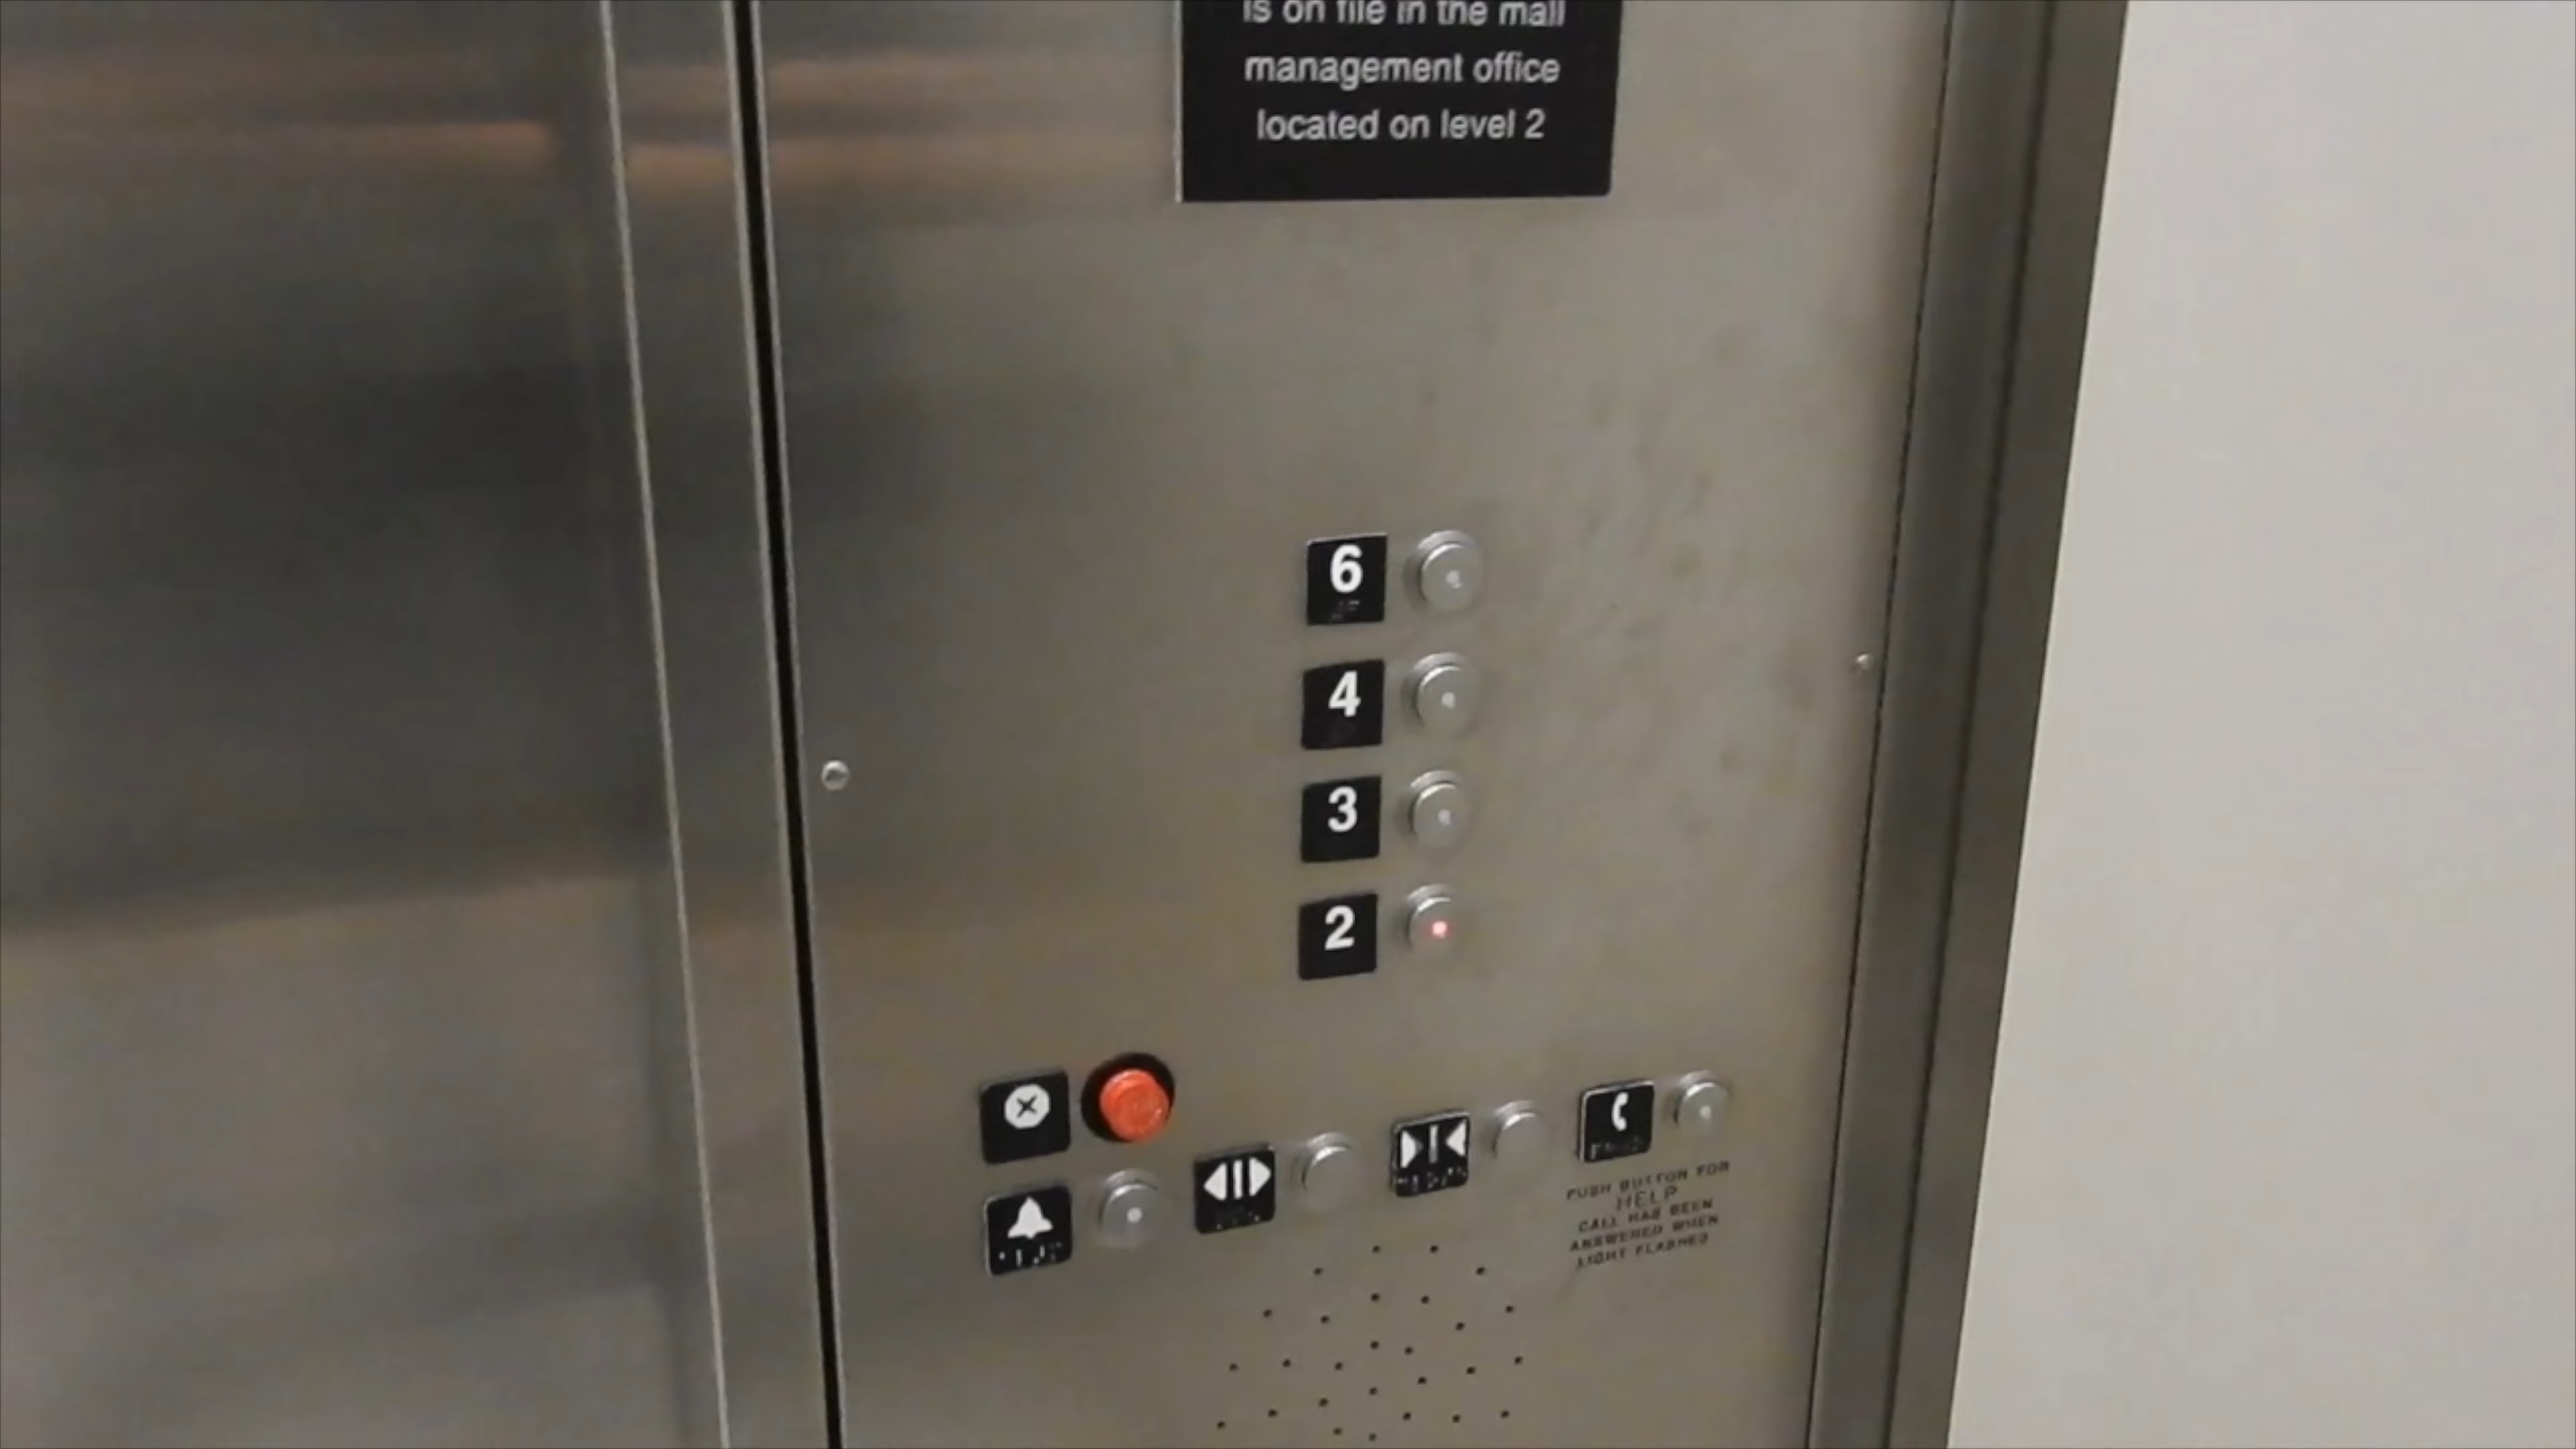 is on file in the mall
management office
located on level 2
6
4
3
2
PUSH BUTTON FOR
HELP
CALL HAS BEEN
ANSWERED WHEN
LIGHT FLASHED